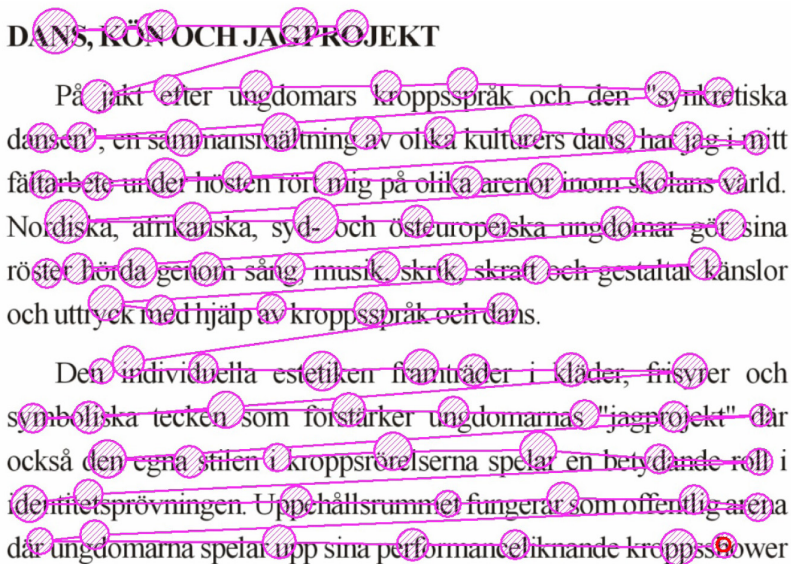 DANS, KÖN OCH JAGPROJEKT
På jakt efter ungdomars kroppsspråk och den "synkretiska
dansen", en sammansmältning av olika kulturers dans, har jag i mitt
fältarbete under hösten rört mig på olika arenor inom skolans värld.
Nordiska, afrikanska, syd- och östeuropeiska ungdomar gör sina
röster hörda genom sång, musik, skrik, skratt och gestaltar känslor
och uttryck med hjälp av kroppsspråk och dans.
Den individuella estetiken framträder i kläder, frisyrer och
symboliska tecken som förstärker ungdomarnas "jagprojekt" där
också den egna stilen i kroppsrörelserna spelar en betydande roll i
identitetsprövningen. Uppehållsrummet fungerar som offentlig arena
där ungdomarna spelar upp sina performanceliknande kroppsshower